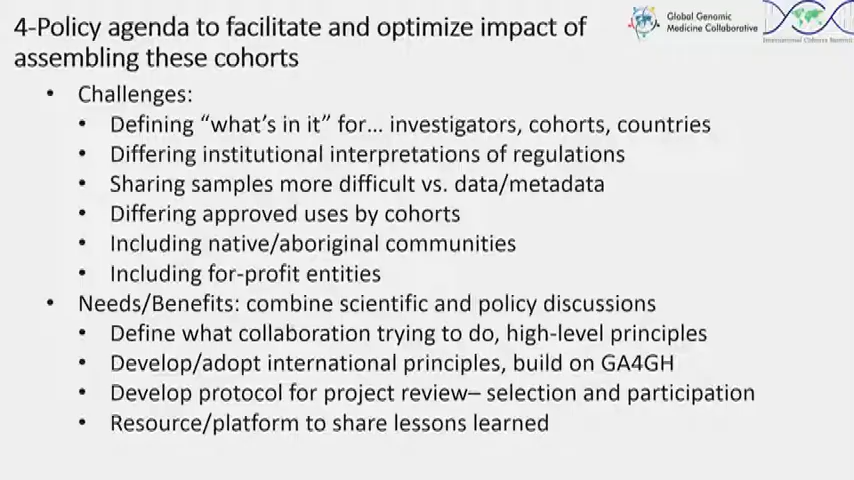 4-Policy agenda to facilitate and optimize impact of
assembling these cohorts
Global Genomic
Medicine Collaborative
International Cohorts Summit
• Challenges:
• Defining “what’s in it” for… investigators, cohorts, countries
• Differing institutional interpretations of regulations
• Sharing samples more difficult vs. data/metadata
• Differing approved uses by cohorts
• Including native/aboriginal communities
• Including for-profit entities
• Needs/Benefits: combine scientific and policy discussions
• Define what collaboration trying to do, high-level principles
• Develop/adopt international principles, build on GA4GH
• Develop protocol for project review– selection and participation
• Resource/platform to share lessons learned